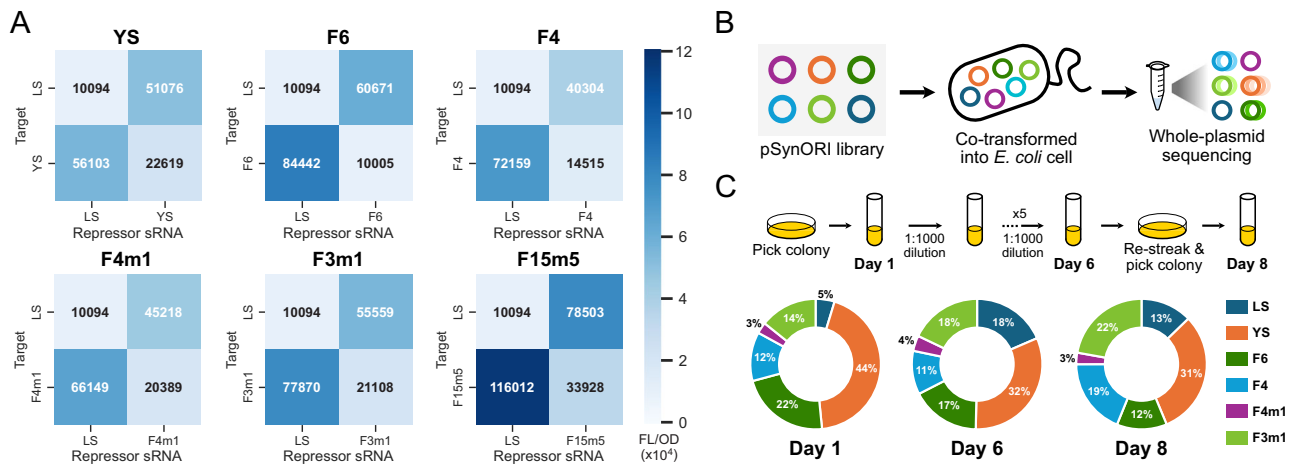 A
YS
Target
LS
YS
10094
51076
56103
22619
LS
YS
Repressor sRNA
F6
Target
LS
F6
10094
60671
84442
10005
LS
F6
Repressor sRNA
F4
Target
LS
F4
10094
40304
72159
14515
LS
F4
Repressor sRNA
F4m1
Target
LS
F4m1
10094
45218
66149
20389
LS
F4m1
Repressor sRNA
F3m1
Target
LS
F3m1
10094
55559
77870
21108
LS
F3m1
Repressor sRNA
F15m5
Target
LS
F15m5
10094
78503
116012
33928
LS
F15m5
Repressor sRNA
12
10
8
6
4
2
0
FL/OD
(x10⁴)
B
pSynORI library
Co-transformed
into E. coli cell
Whole-plasmid
sequencing
C
Pick colony
Day 1
1:1000
dilution
x5
1:1000
dilution
Day 6
Re-streak &
pick colony
Day 8
5%
44%
22%
12%
3%
14%
Day 1
18%
32%
17%
11%
4%
18%
Day 6
13%
31%
12%
19%
3%
22%
Day 8
LS
YS
F6
F4
F4m1
F3m1